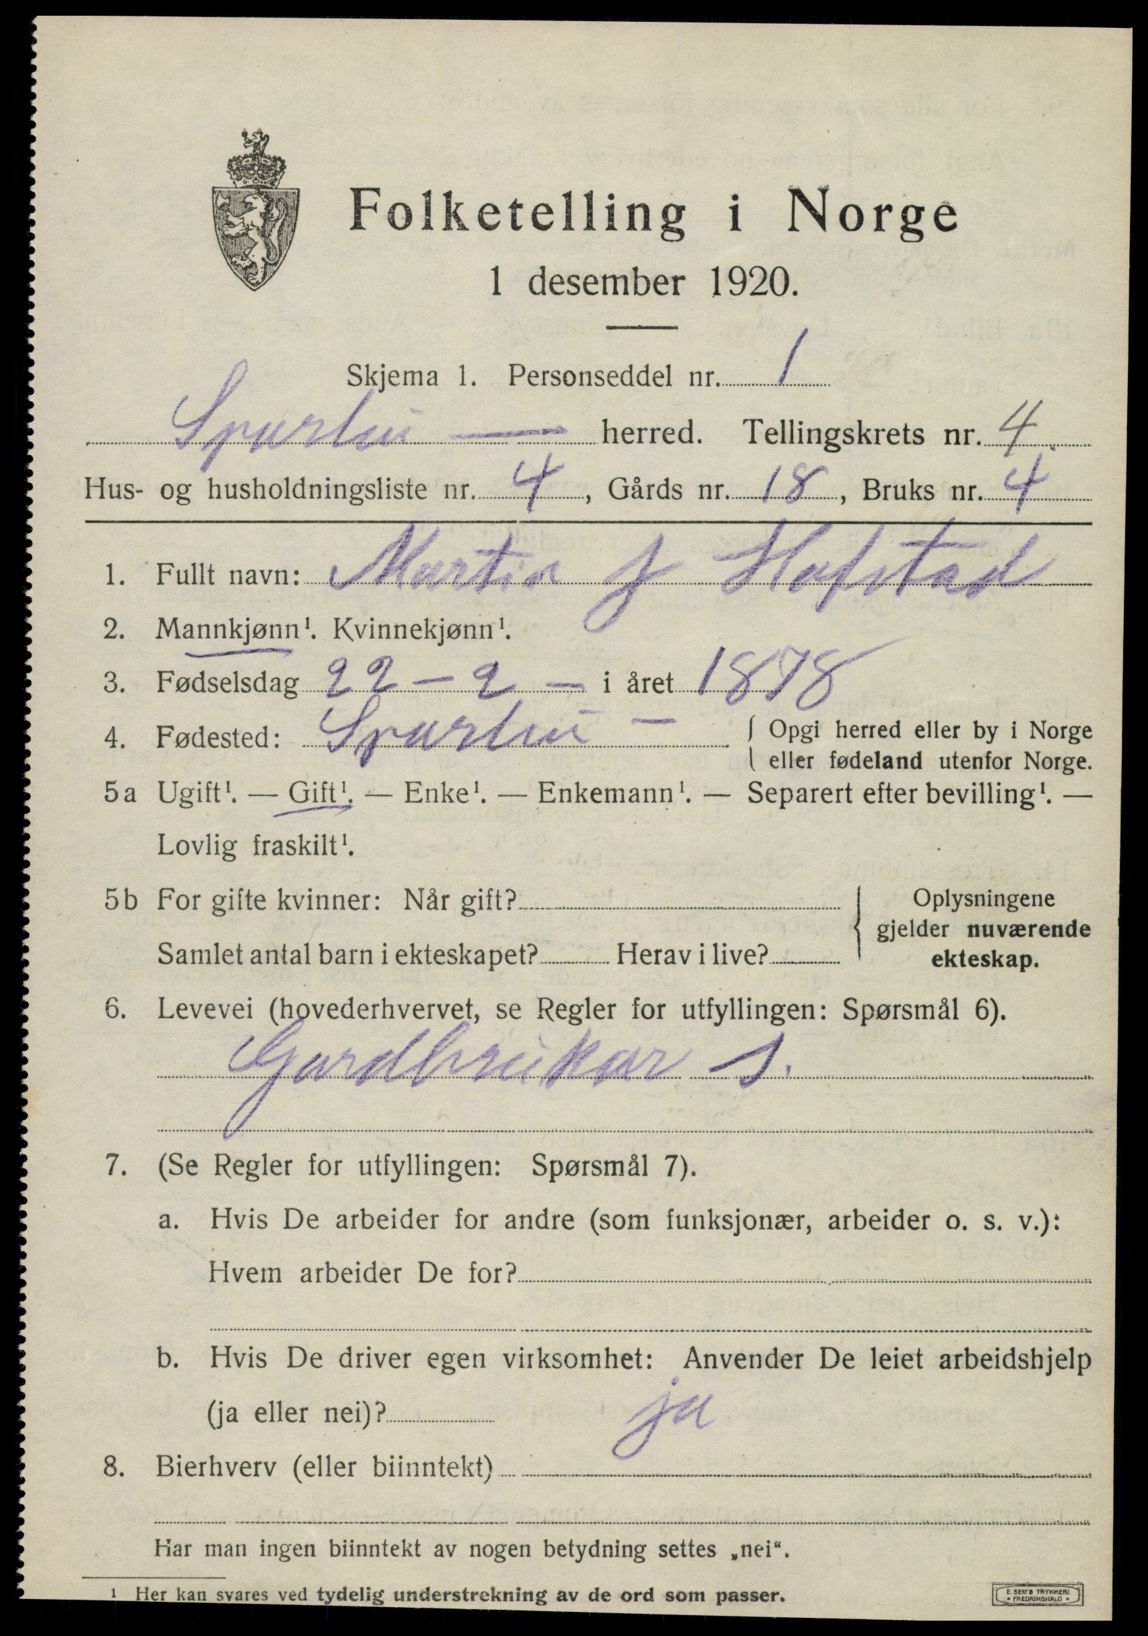 Folketelling i Norge
1 desember 1920.
Skjema 1. Personseddel nr. 1
Sparbu — herred. Tellingskrets nr. 4.
Hus- og husholdningsliste nr. 4, Gårds nr. 18, Bruks nr. 4
1. Fullt navn: Martin J Hofstad
2. Mannkjønn¹. Kvinnekjønn¹.
3. Fødselsdag 22 - 2 - i året 1878
4. Fødested: Sparbu — { Opgi herred eller by i Norge
eller fødeland utenfor Norge.
5a Ugift¹. — Gift¹. — Enke¹. — Enkemann¹. — Separert efter bevilling¹. —
Lovlig fraskilt¹.
5b For gifte kvinner: Når gift? { Oplysningene
gjelder nuværende
Samlet antal barn i ekteskapet? Herav i live? ekteskap.
6. Levevei (hovederhvervet, se Regler for utfyllingen: Spørsmål 6).
Gardbrukar s.
7. (Se Regler for utfyllingen: Spørsmål 7).
a. Hvis De arbeider for andre (som funksjonær, arbeider o. s. v.):
Hvem arbeider De for?
b. Hvis De driver egen virksomhet: Anvender De leiet arbeidshjelp
(ja eller nei)? ja
8. Bierhverv (eller biinntekt)
Har man ingen biinntekt av nogen betydning settes „nei“.
¹ Her kan svares ved tydelig understrekning av de ord som passer.
E. SEM'S TRYKKERI
FREDRIKSHALD